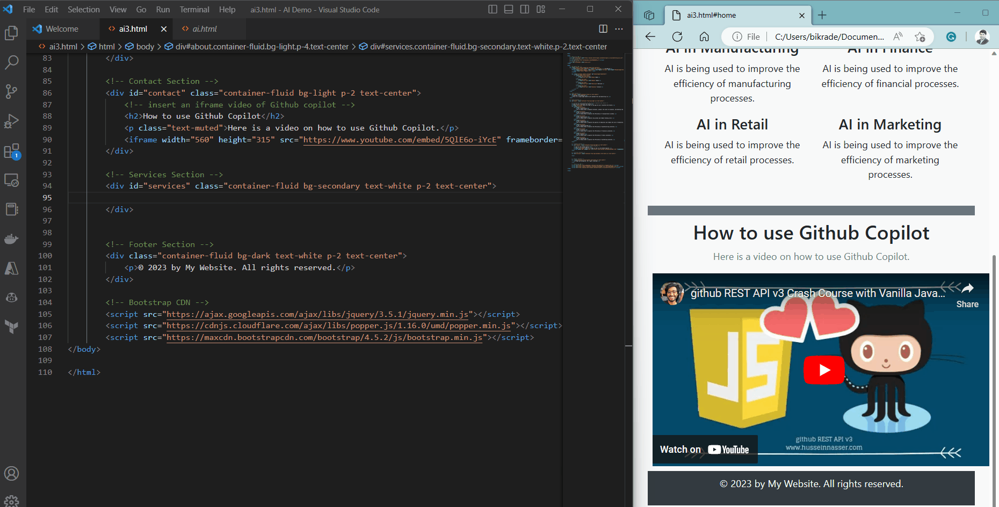 File Edit Selection View Go Run Terminal Help ai3.html - AI Demo - Visual Studio Code
Welcome ai3.html ai.html
ai3.html > html > body > div#about.container-fluid.bg-light.p-4.text-center > div#services.container-fluid.bg-secondary.text-white.p-2.text-center
83 </div>
84
85 <!-- Contact Section -->
86 <div id="contact" class="container-fluid bg-light p-2 text-center">
87 <!-- insert an iframe video of Github copilot -->
88 <h2>How to use Github Copilot</h2>
89 <p class="text-muted">Here is a video on how to use Github Copilot.</p>
90 <iframe width="560" height="315" src="https://www.youtube.com/embed/5QlE6o-iYcE" frameborder=
91 </div>
92
93 <!-- Services Section -->
94 <div id="services" class="container-fluid bg-secondary text-white p-2 text-center">
95
96 </div>
97
98
99 <!-- Footer Section -->
100 <div class="container-fluid bg-dark text-white p-2 text-center">
101 <p>© 2023 by My Website. All rights reserved.</p>
102 </div>
103
104 <!-- Bootstrap CDN -->
105 <script src="https://ajax.googleapis.com/ajax/libs/jquery/3.5.1/jquery.min.js"></script>
106 <script src="https://cdnjs.cloudflare.com/ajax/libs/popper.js/1.16.0/umd/popper.min.js"></script>
107 <script src="https://maxcdn.bootstrapcdn.com/bootstrap/4.5.2/js/bootstrap.min.js"></script>
108 </body>
109
110 </html>
1
ai3.html#home
File C:/Users/bikrade/Documen...
AI in Manufacturing AI in Finance
AI is being used to improve the efficiency of manufacturing processes.
AI is being used to improve the efficiency of financial processes.
AI in Retail AI in Marketing
AI is being used to improve the efficiency of retail processes.
AI is being used to improve the efficiency of marketing processes.
How to use Github Copilot
Here is a video on how to use Github Copilot.
github REST API v3 Crash Course with Vanilla Java...
Share
JS
github REST API v3
www.husseinnasser.com
Watch on YouTube
© 2023 by My Website. All rights reserved.